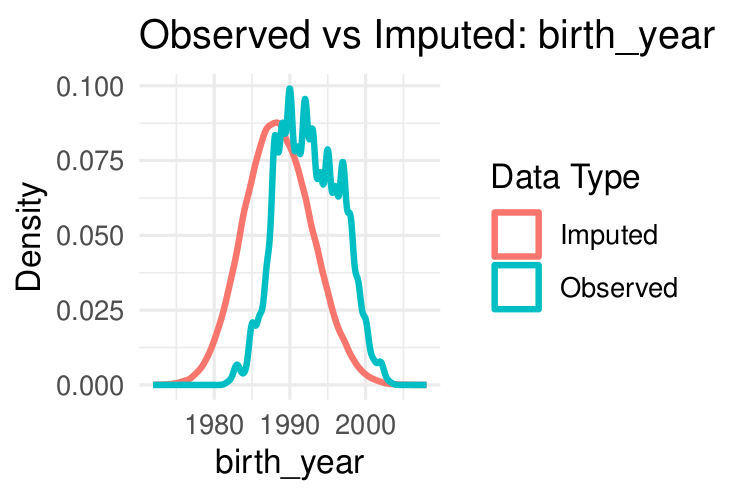 Observed vs Imputed: birth_year
0.100
0.075
0.050
0.025
0.000
Density
1980 1990 2000
birth_year
Data Type
Imputed
Observed